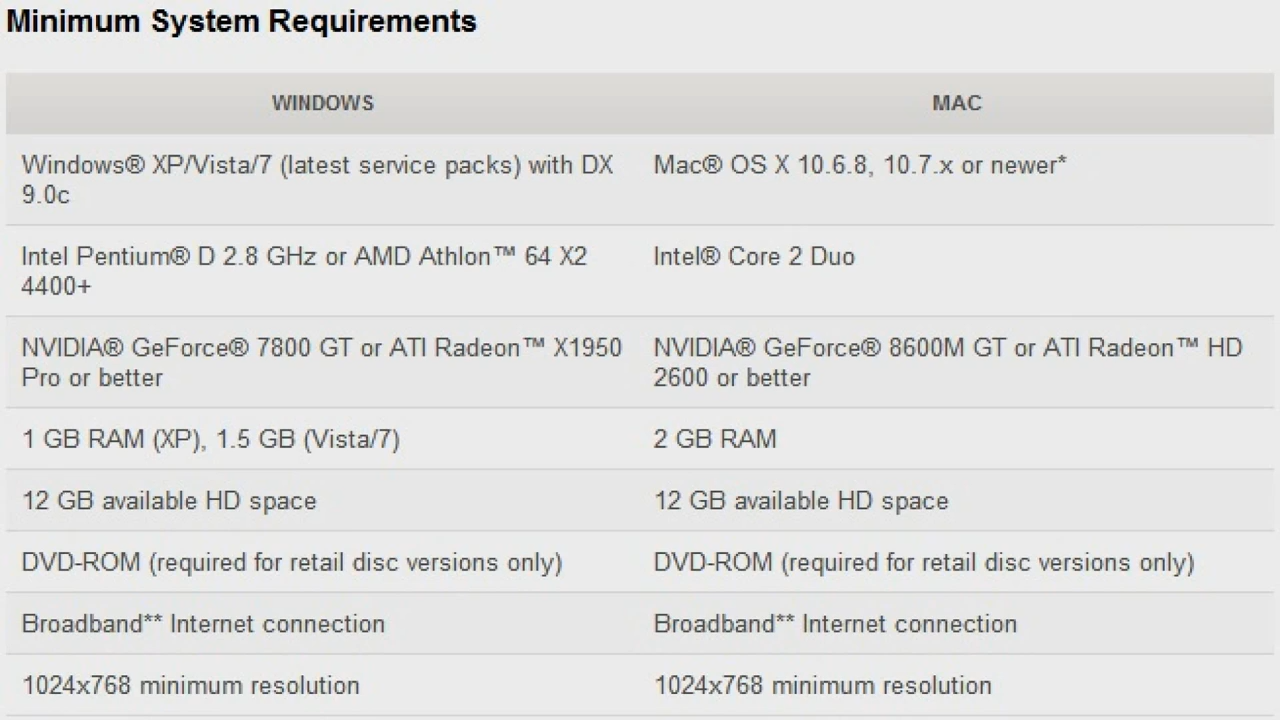 Minimum System Requirements
WINDOWS
MAC
Windows® XP/Vista/7 (latest service packs) with DX
9.0c
Mac® OS X 10.6.8, 10.7.x or newer*
Intel Pentium® D 2.8 GHz or AMD Athlon™ 64 X2
4400+
Intel® Core 2 Duo
NVIDIA® GeForce® 7800 GT or ATI Radeon™ X1950
Pro or better
NVIDIA® GeForce® 8600M GT or ATI Radeon™ HD
2600 or better
1 GB RAM (XP), 1.5 GB (Vista/7)
2 GB RAM
12 GB available HD space
12 GB available HD space
DVD-ROM (required for retail disc versions only)
DVD-ROM (required for retail disc versions only)
Broadband** Internet connection
Broadband** Internet connection
1024x768 minimum resolution
1024x768 minimum resolution